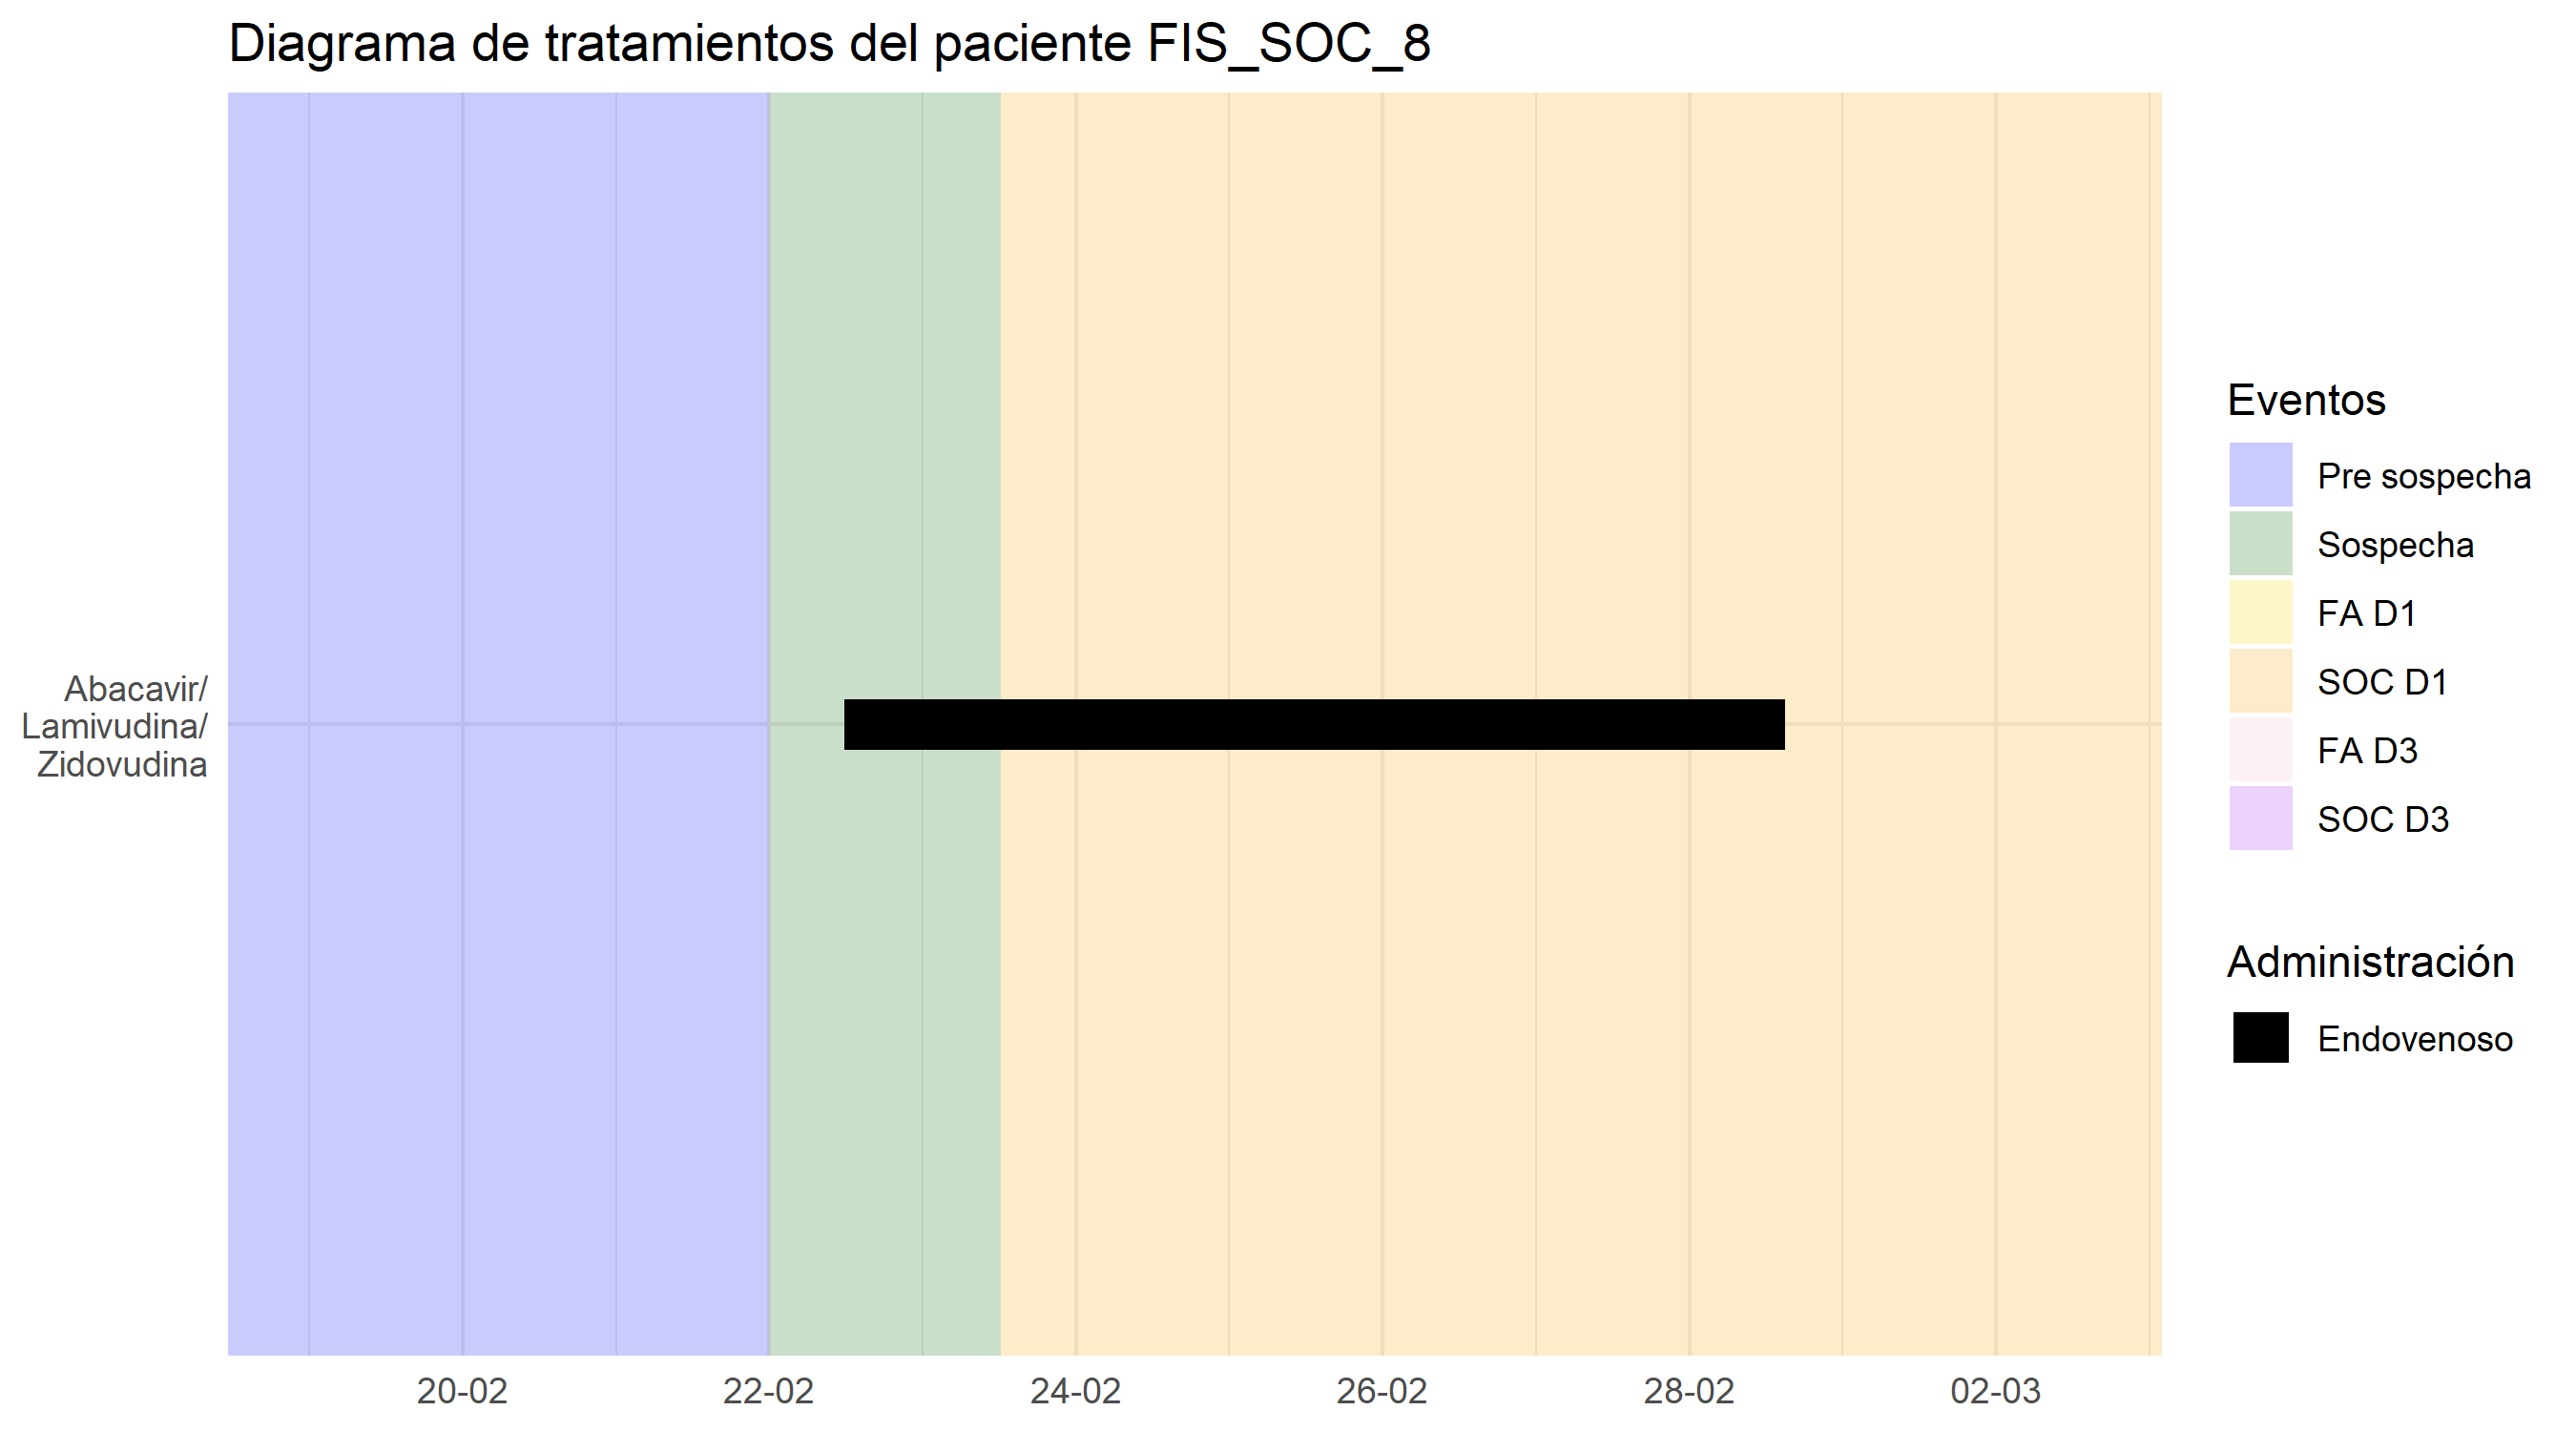 Diagrama de tratamientos del paciente FIS_SOC_8
Abacavir/
Lamivudina/
Zidovudina
20-02
22-02
24-02
26-02
28-02
02-03
Eventos
Pre sospecha
Sospecha
FA D1
SOC D1
FA D3
SOC D3
Administración
Endovenoso